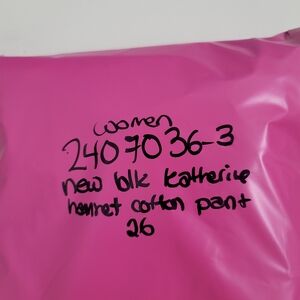 women
2407036-3
new blk Katherine
hamnet cotton pant
26